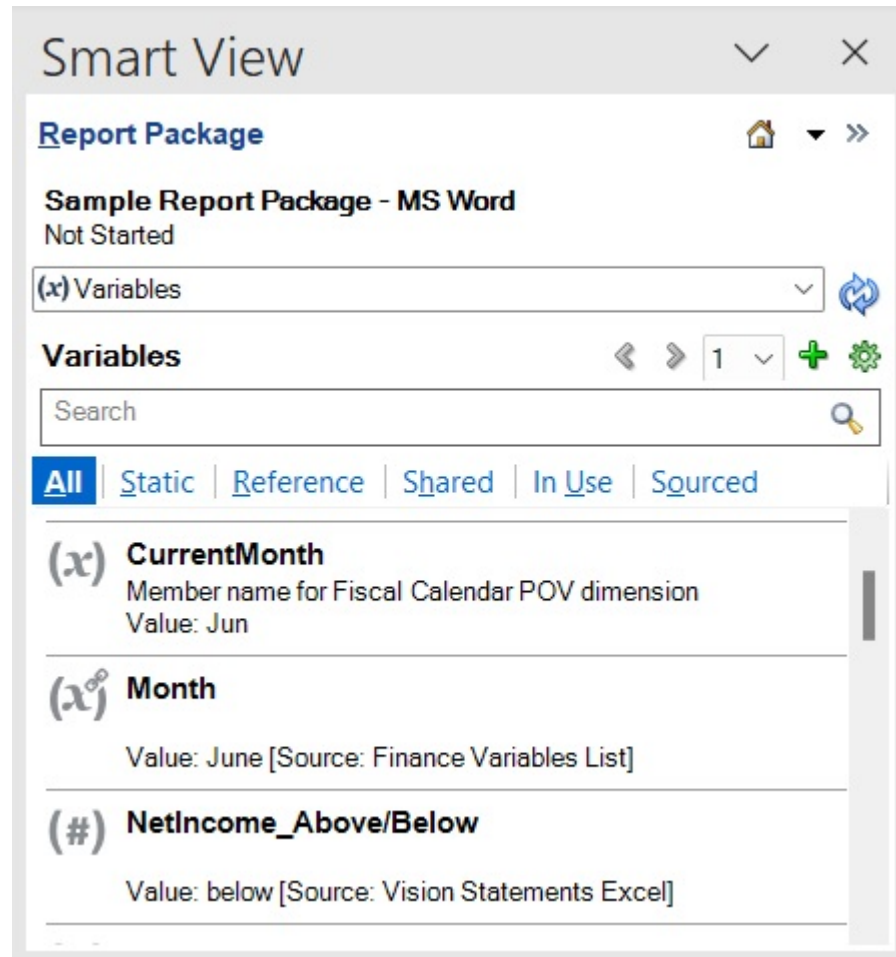 Smart View
Report Package
Sample Report Package - MS Word
Not Started
(x) Variables
Variables
1
Search
All | Static | Reference | Shared | In Use | Sourced
(x) CurrentMonth
Member name for Fiscal Calendar POV dimension
Value: Jun
(x) Month
Value: June [Source: Finance Variables List]
(#) NetIncome_Above/Below
Value: below [Source: Vision Statements Excel]